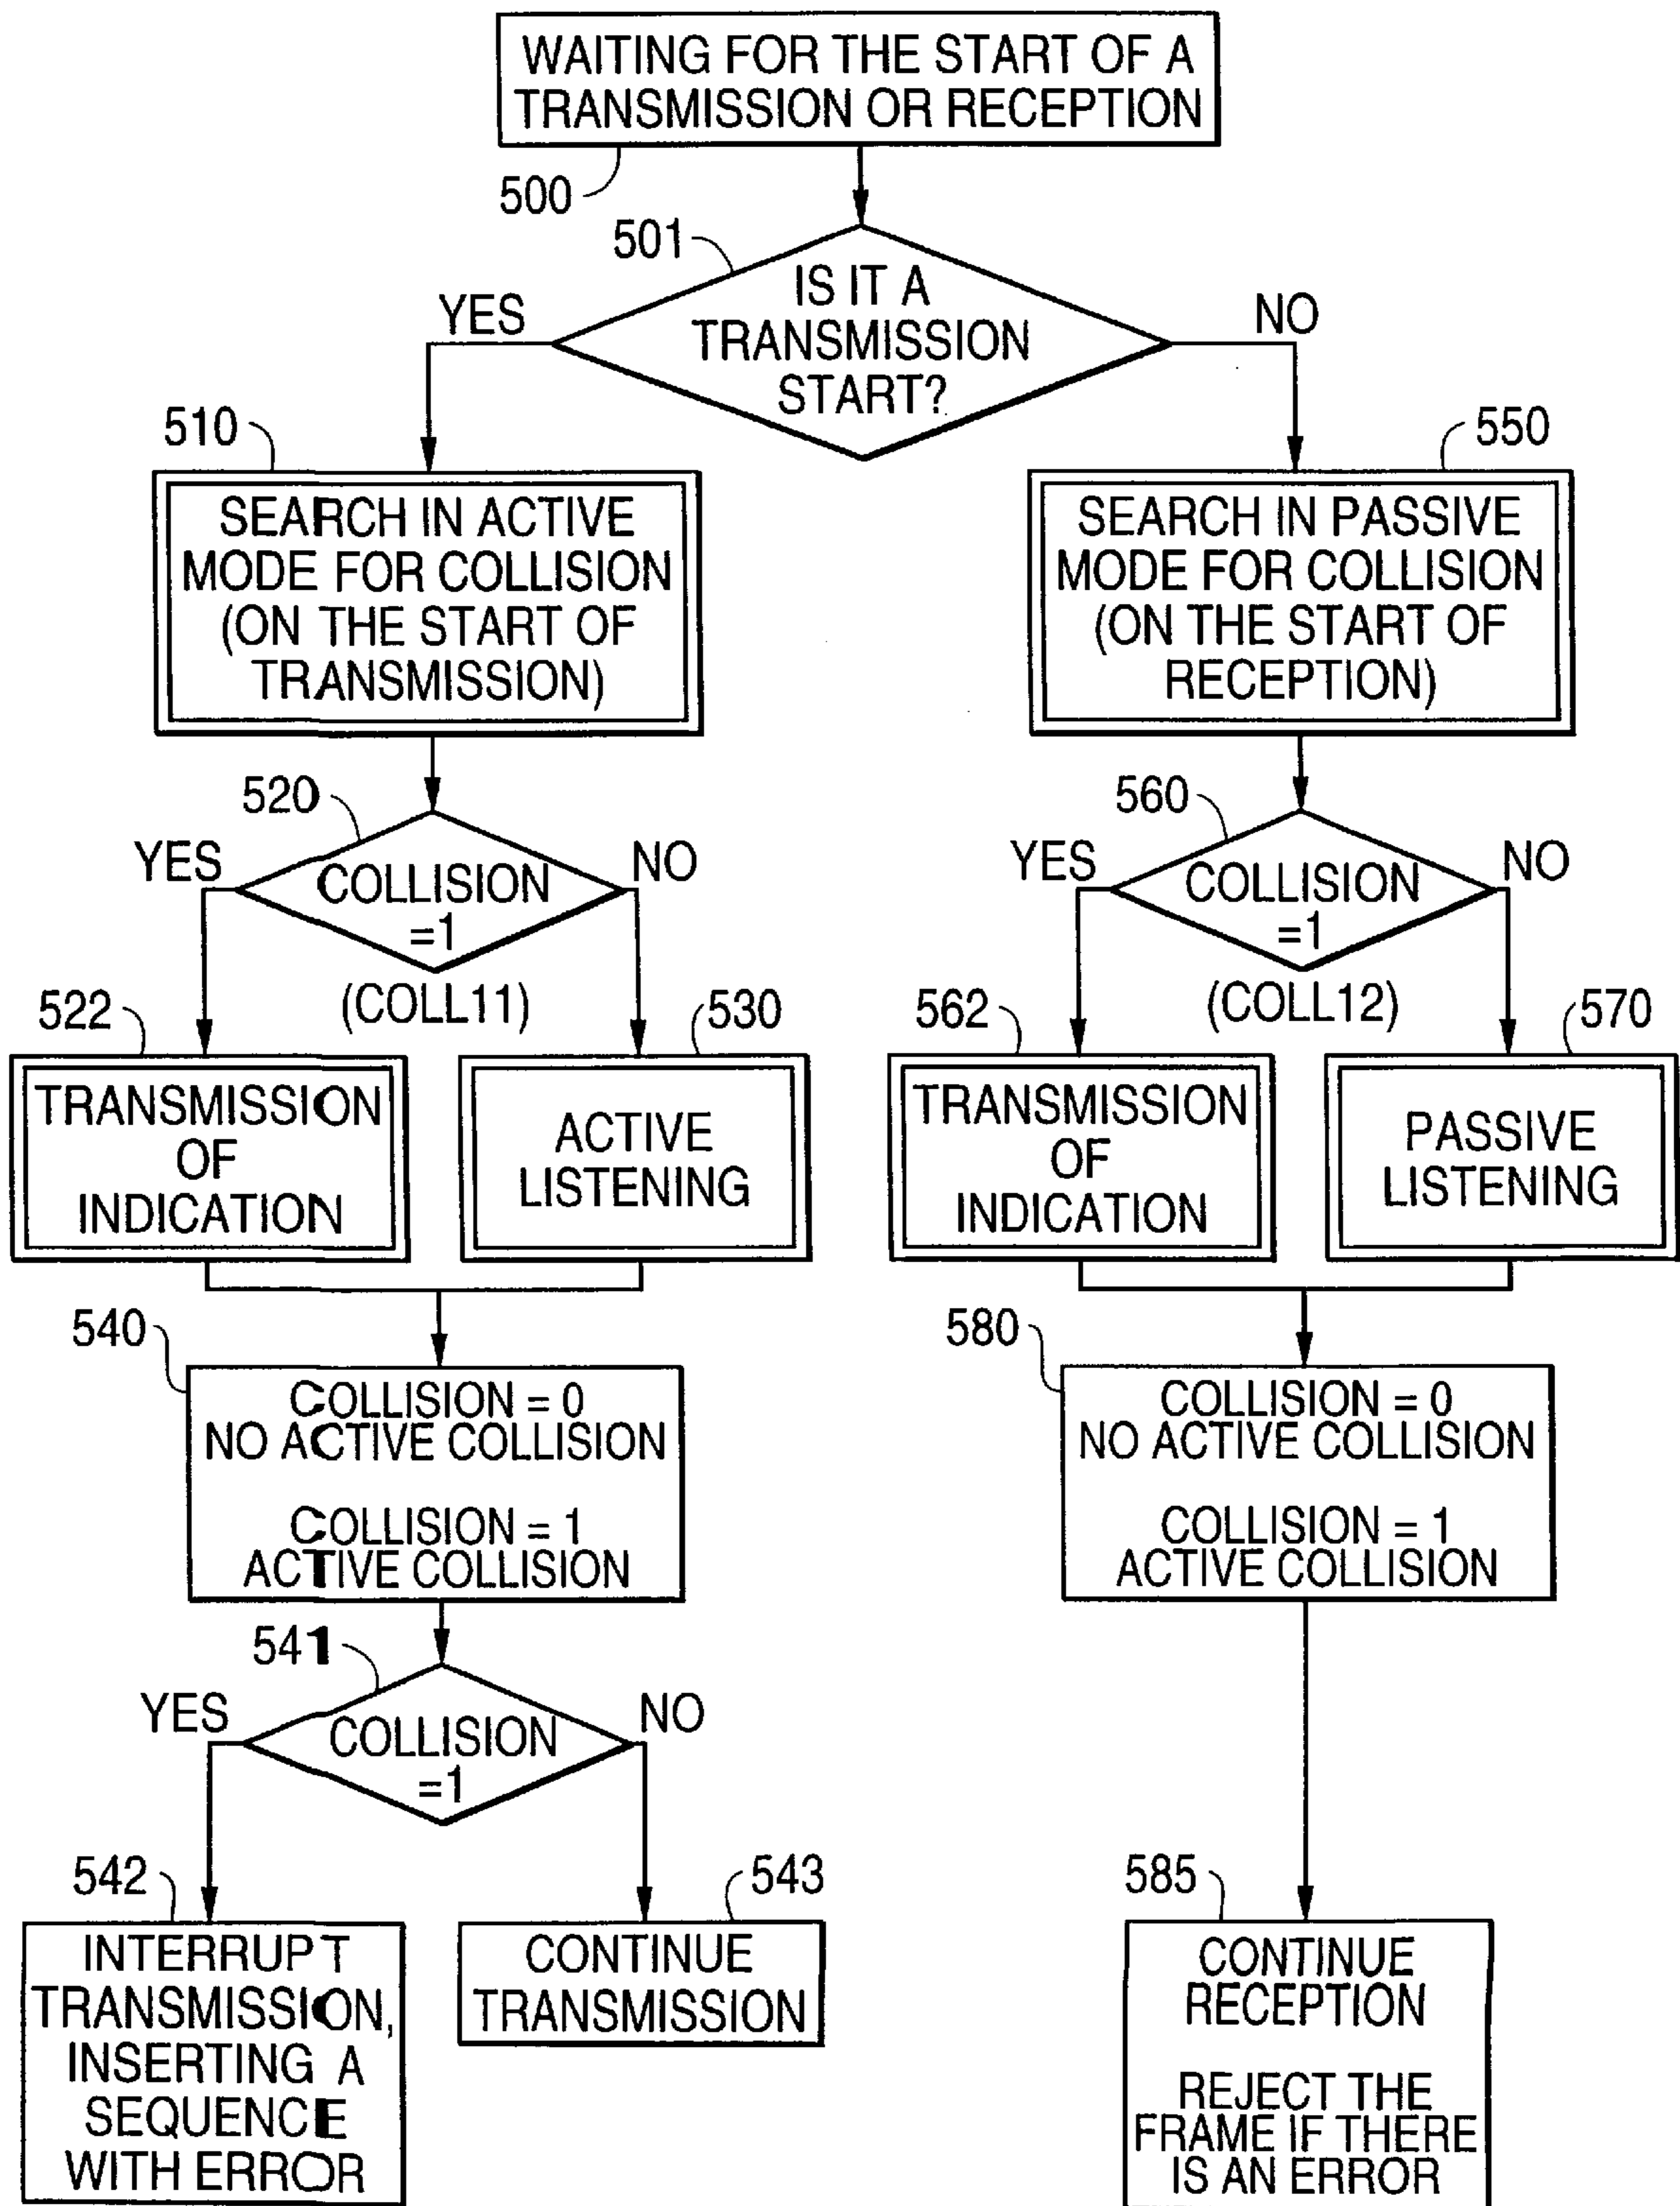 WAITING FOR THE START OF A
TRANSMISSION OR RECEPTION
500
501
IS IT A
TRANSMISSION
START?
YES
NO
510
SEARCH IN ACTIVE
MODE FOR COLLISION
(ON THE START OF
TRANSMISSION)
550
SEARCH IN PASSIVE
MODE FOR COLLISION
(ON THE START OF
RECEPTION)
520
YES
COLLISION
=1
NO
(COLL11)
560
YES
COLLISION
=1
NO
(COLL12)
522
TRANSMISSION
OF
INDICATION
530
ACTIVE
LISTENING
562
TRANSMISSION
OF
INDICATION
570
PASSIVE
LISTENING
540
COLLISION = 0
NO ACTIVE COLLISION
COLLISION = 1
ACTIVE COLLISION
580
COLLISION = 0
NO ACTIVE COLLISION
COLLISION = 1
ACTIVE COLLISION
541
YES
COLLISION
=1
NO
542
INTERRUPT
TRANSMISSION,
INSERTING A
SEQUENCE
WITH ERROR
543
CONTINUE
TRANSMISSION
585
CONTINUE
RECEPTION
REJECT THE
FRAME IF THERE
IS AN ERROR